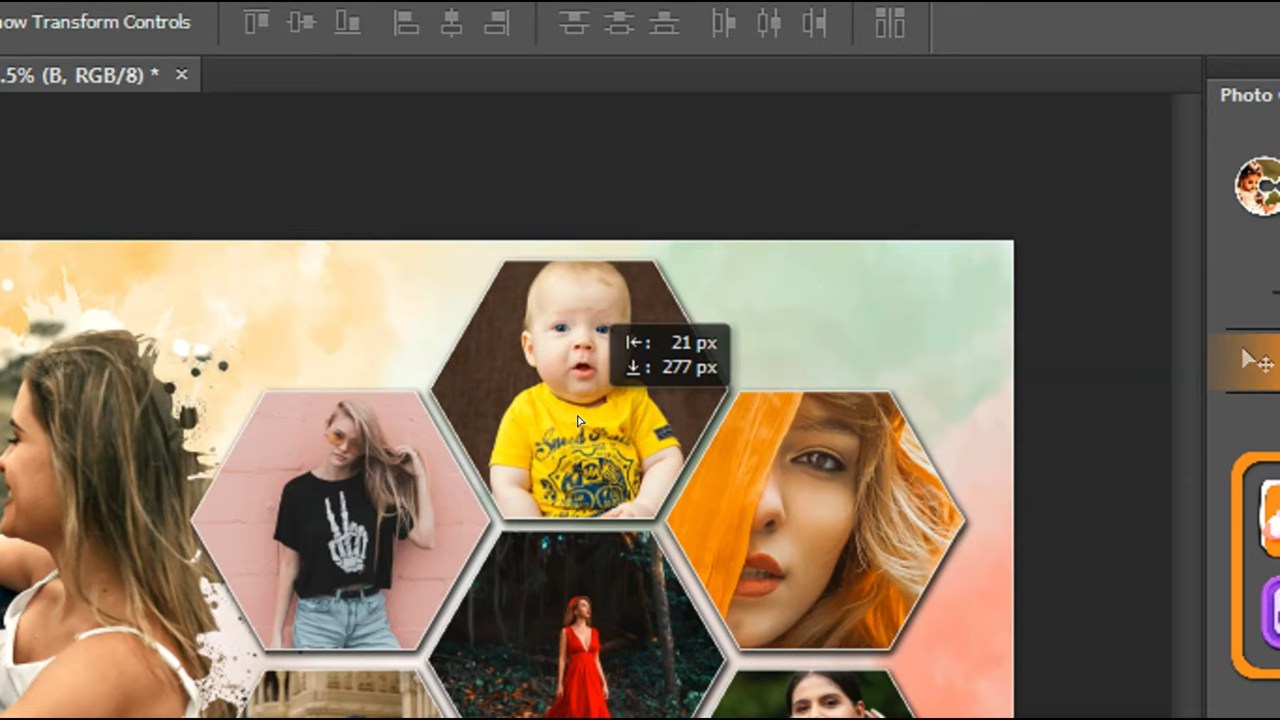 ow Transform Controls
.5% (B, RGB/8) * ×
Photo
21 px
277 px